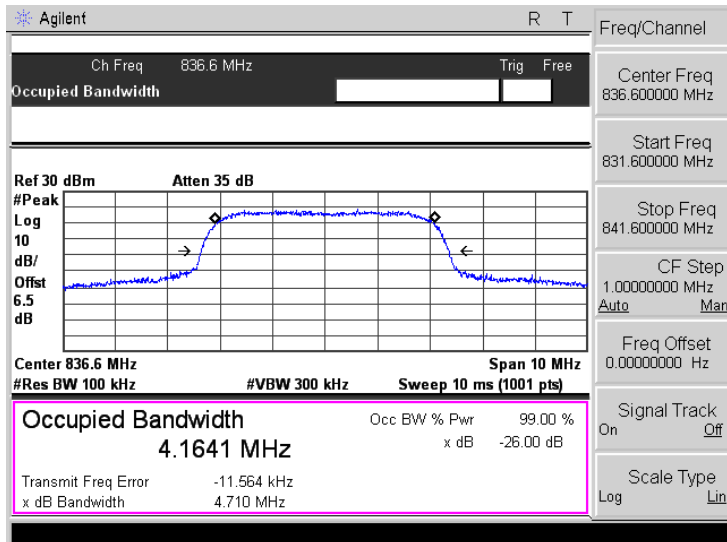 Agilent
R T
Freq/Channel
Ch Freq 836.6 MHz Trig Free
Occupied Bandwidth
Center Freq
836.600000 MHz
Start Freq
831.600000 MHz
Stop Freq
841.600000 MHz
CF Step
1.00000000 MHz
Auto Man
Freq Offset
0.00000000 Hz
Signal Track
On Off
Scale Type
Log Lin
Ref 30 dBm Atten 35 dB
#Peak
Log
10
dB/
Offst
6.5
dB
Center 836.6 MHz Span 10 MHz
#Res BW 100 kHz #VBW 300 kHz Sweep 10 ms (1001 pts)
Occupied Bandwidth Occ BW % Pwr 99.00 %
4.1641 MHz x dB -26.00 dB
Transmit Freq Error -11.564 kHz
x dB Bandwidth 4.710 MHz